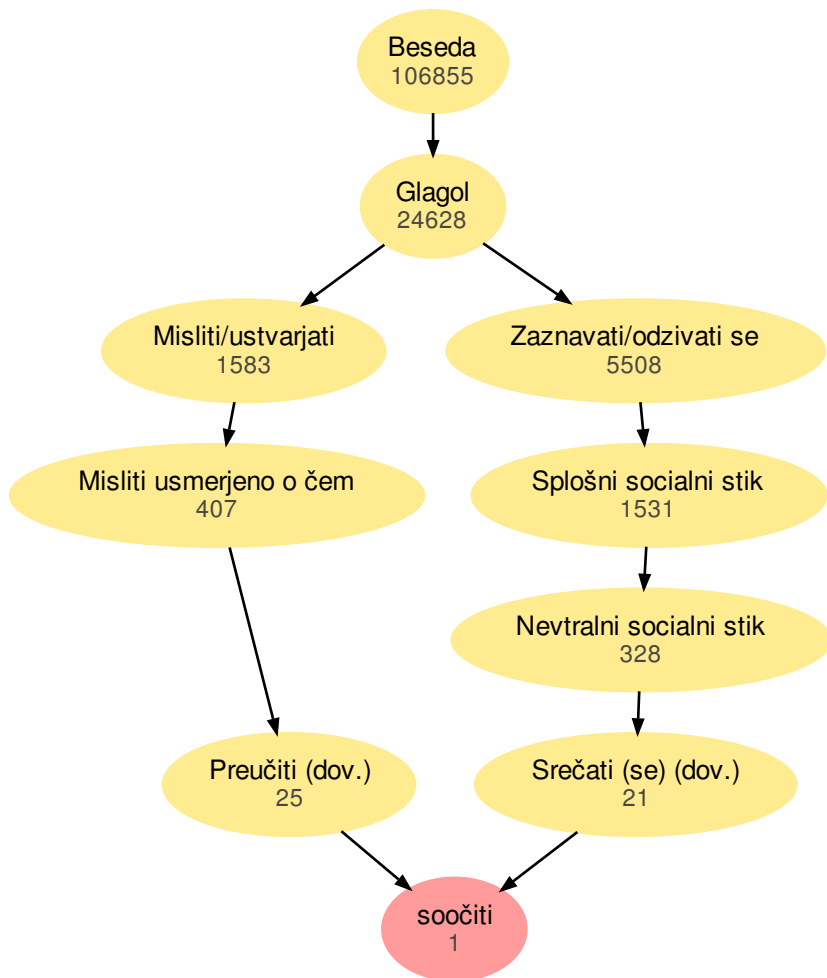 Beseda
106855
Glagol
24628
Misliti/ustvarjati
1583
Zaznavati/odzivati se
5508
Misliti usmerjeno o čem
407
Splošni socialni stik
1531
Nevtralni socialni stik
328
Preučiti (dov.)
25
Srečati (se) (dov.)
21
soočiti
1